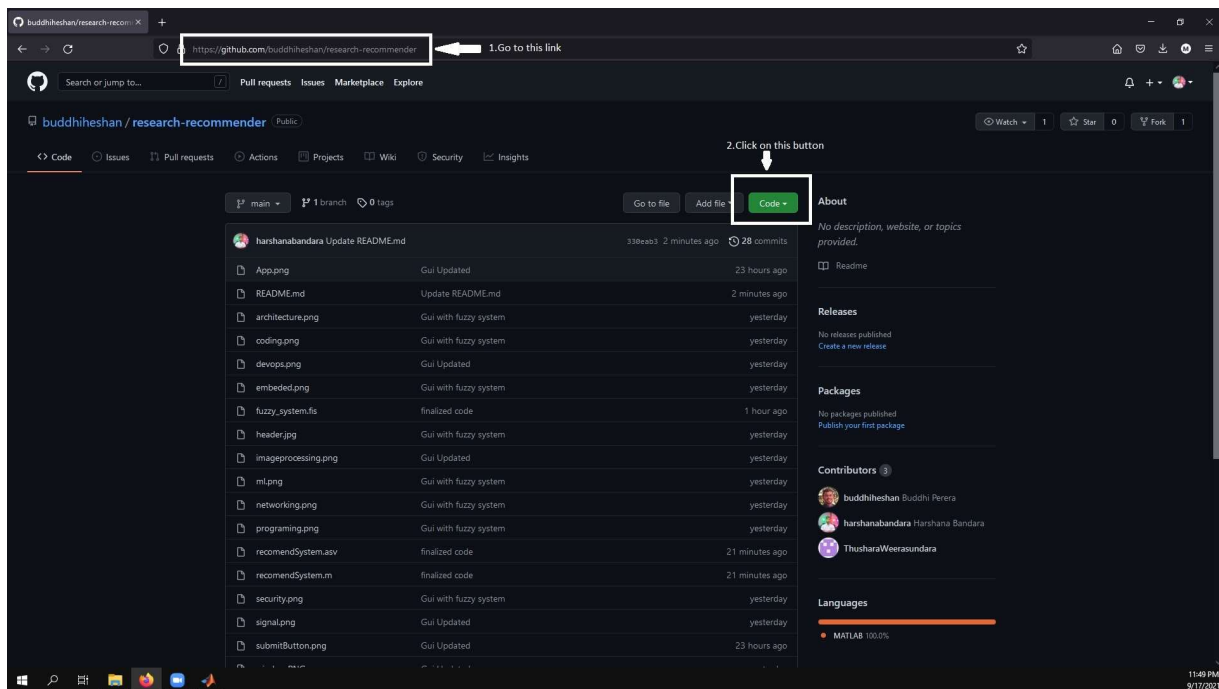 buddhiheshan/research-recom
https://github.com/buddhiheshan/research-recommender
1.Go to this link
Search or jump to...
/
Pull requests Issues Marketplace Explore
buddhiheshan / research-recommender Public
Watch 1 Star 0 Fork 1
Code Issues Pull requests Actions Projects Wiki Security Insights
2.Click on this button
main 1 branch 0 tags
Go to file Add file Code
harshanabandara Update README.md 330eab3 2 minutes ago 28 commits
App.png Gui Updated 23 hours ago
README.md Update README.md 2 minutes ago
architecture.png Gui with fuzzy system yesterday
coding.png Gui with fuzzy system yesterday
devops.png Gui Updated yesterday
embeded.png Gui with fuzzy system yesterday
fuzzy_system.fis finalized code 1 hour ago
header.jpg Gui with fuzzy system yesterday
imageprocessing.png Gui Updated yesterday
ml.png Gui with fuzzy system yesterday
networking.png Gui with fuzzy system yesterday
programing.png Gui with fuzzy system yesterday
recomendSystem.asv finalized code 21 minutes ago
recomendSystem.m finalized code 21 minutes ago
security.png Gui with fuzzy system yesterday
signal.png Gui Updated yesterday
submitButton.png Gui Updated 23 hours ago
About
No description, website, or topics
provided.
Readme
Releases
No releases published
Create a new release
Packages
No packages published
Publish your first package
Contributors 3
buddhiheshan Buddhi Perera
harshanabandara Harshana Bandara
ThusharaWeerasundara
Languages
MATLAB 100.0%
11:49 PM
9/17/2021